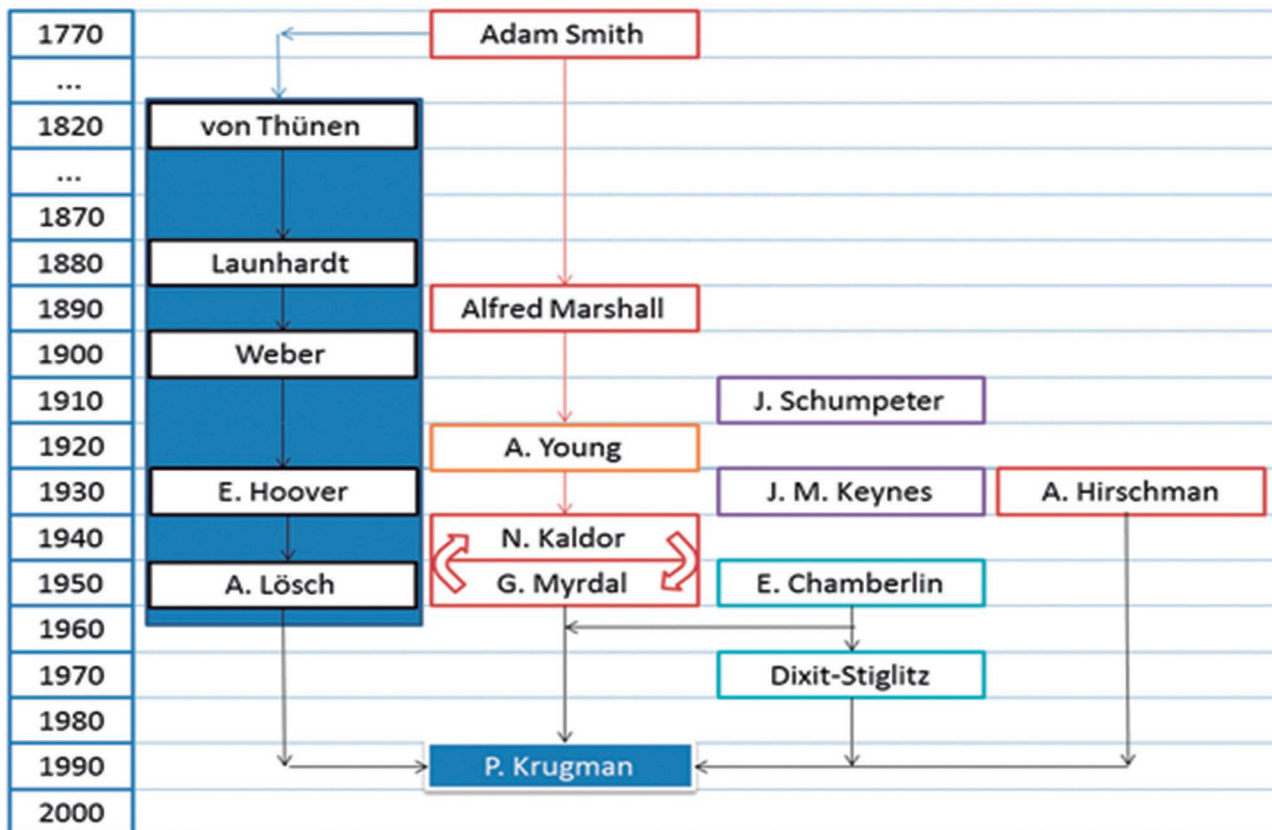 1770 Adam Smith
...
1820 von Thünen
...
1870
1880 Launhardt
1890 Alfred Marshall
1900 Weber
1910 J. Schumpeter
1920 A. Young
1930 E. Hoover J. M. Keynes A. Hirschman
1940 N. Kaldor
1950 A. Lösch G. Myrdal E. Chamberlin
1960
1970 Dixit-Stiglitz
1980
1990 P. Krugman
2000